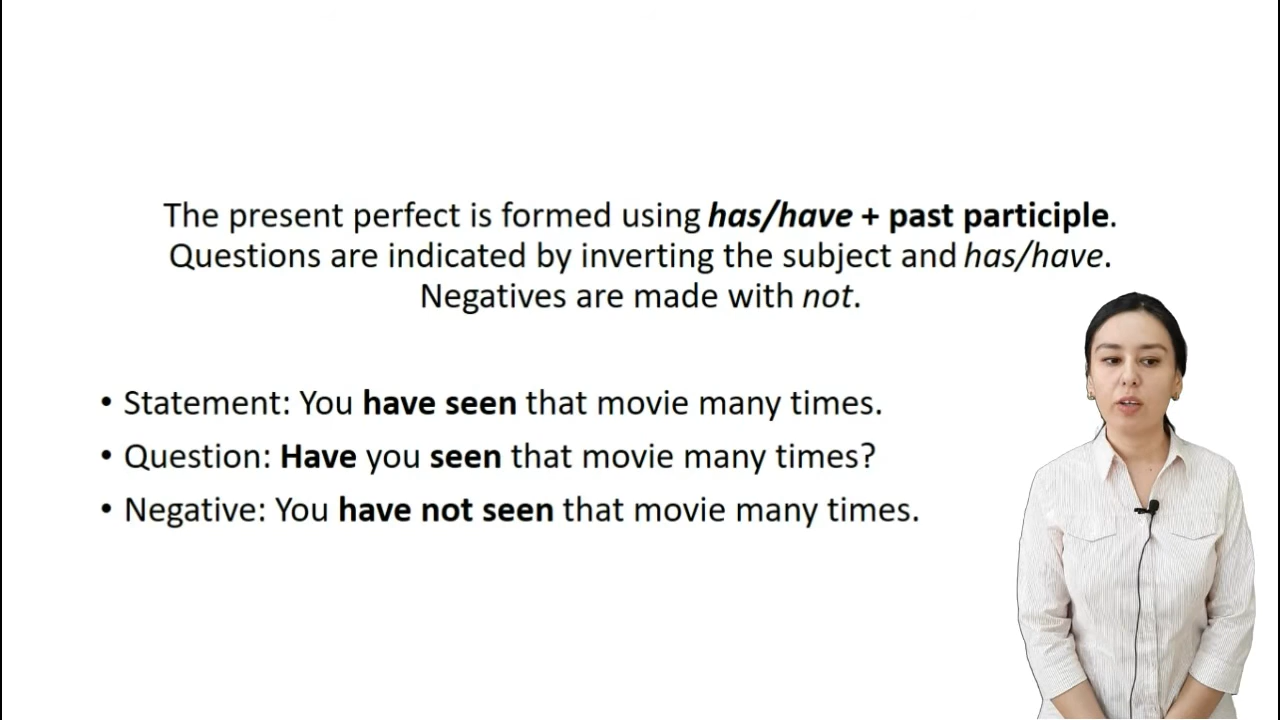 The present perfect is formed using has/have + past participle.
Questions are indicated by inverting the subject and has/have.
Negatives are made with not.
• Statement: You have seen that movie many times.
• Question: Have you seen that movie many times?
• Negative: You have not seen that movie many times.